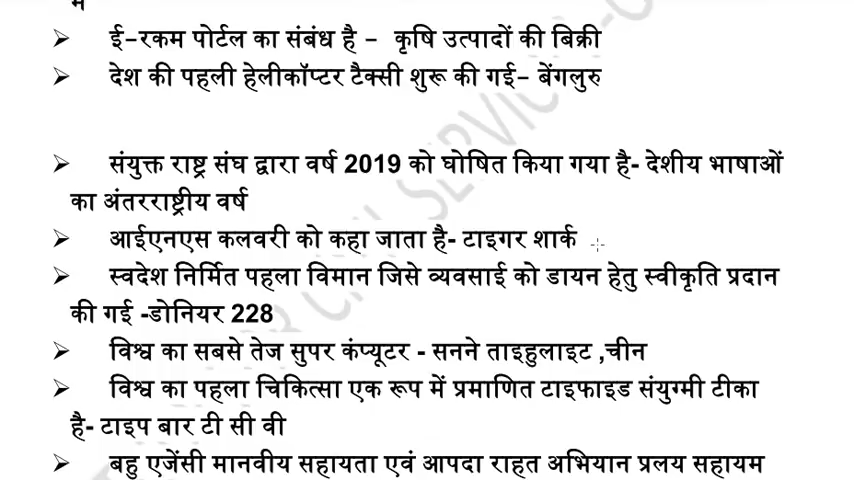 में
➢ ई-रकम पोर्टल का संबंध है - कृषि उत्पादों की बिक्री
➢ देश की पहली हेलीकॉप्टर टैक्सी शुरू की गई- बेंगलुरु
➢ संयुक्त राष्ट्र संघ द्वारा वर्ष 2019 को घोषित किया गया है- देशीय भाषाओं
का अंतरराष्ट्रीय वर्ष
➢ आईएनएस कलवरी को कहा जाता है- टाइगर शार्क
➢ स्वदेश निर्मित पहला विमान जिसे व्यवसाई को डायन हेतु स्वीकृति प्रदान
की गई -डोनियर 228
➢ विश्व का सबसे तेज सुपर कंप्यूटर - सनने ताइहुलाइट ,चीन
➢ विश्व का पहला चिकित्सा एक रूप में प्रमाणित टाइफाइड संयुग्मी टीका
है- टाइप बार टी सी वी
➢ बहु एजेंसी मानवीय सहायता एवं आपदा राहत अभियान प्रलय सहायम